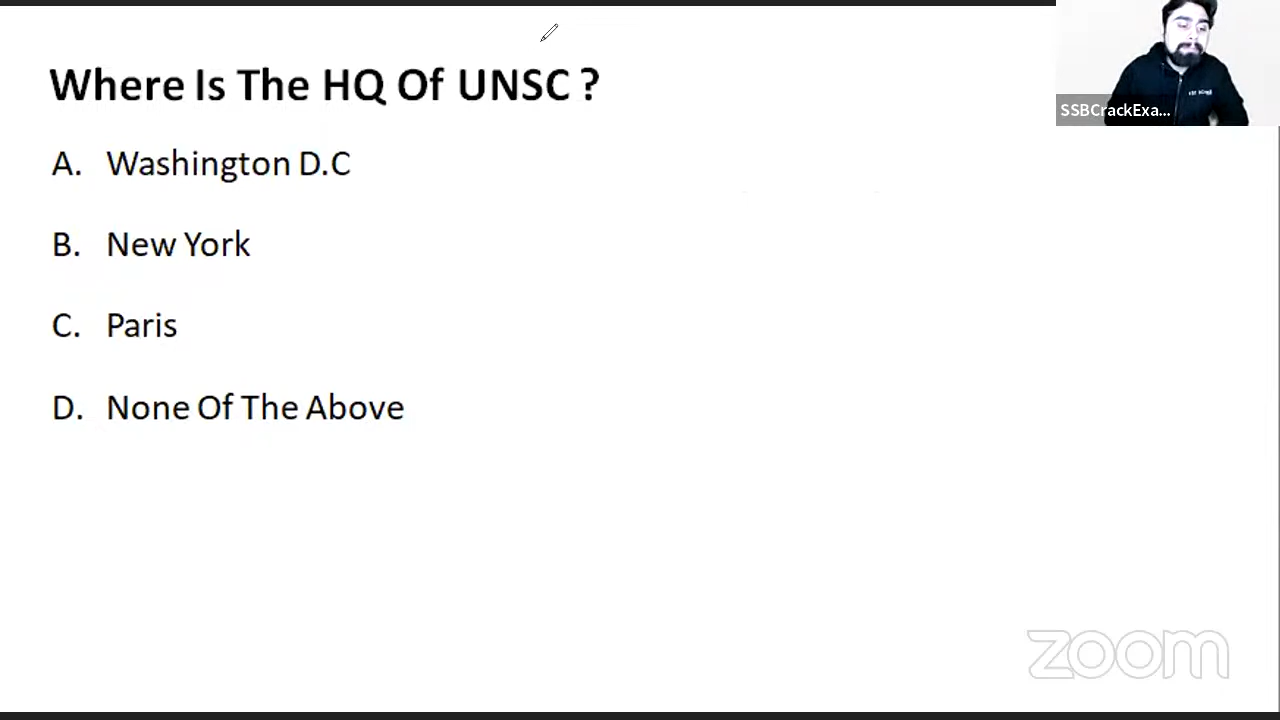 Where Is The HQ Of UNSC ?
SSBCrackExa...
A. Washington D.C
B. New York
C. Paris
D. None Of The Above
zoom